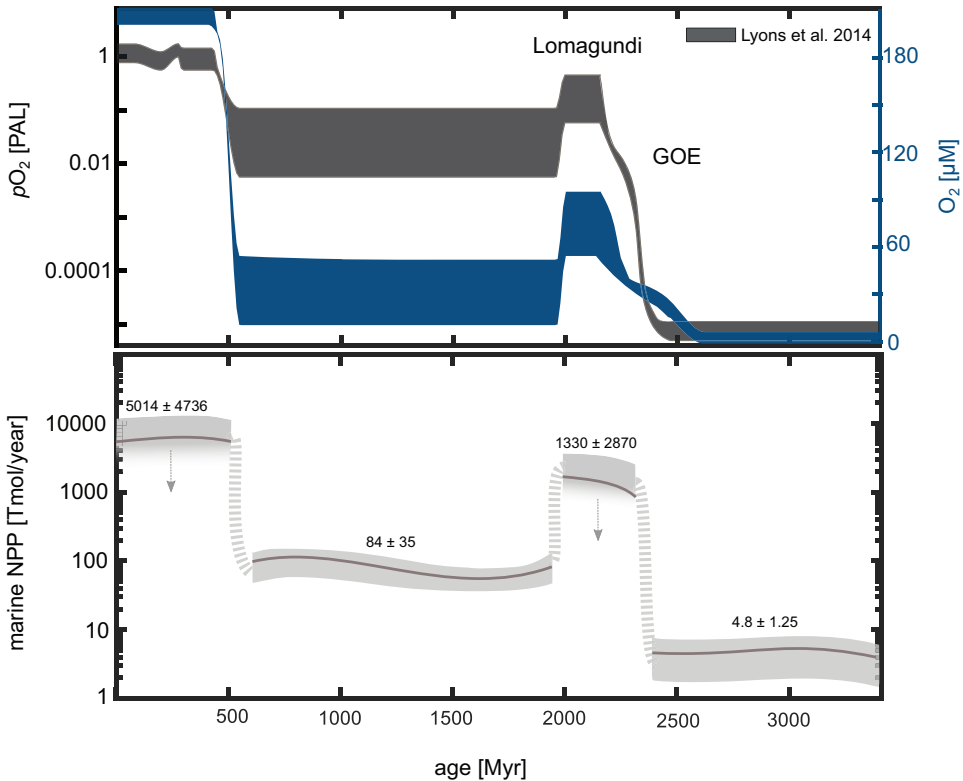 Lyons et al. 2014
Lomagundi
GOE
1
0.01
0.0001
pO₂ [PAL]
180
120
60
0
O₂ [µM]
5014 ± 4736
1330 ± 2870
84 ± 35
4.8 ± 1.25
10000
1000
100
10
1
marine NPP [Tmol/year]
500 1000 1500 2000 2500 3000
age [Myr]